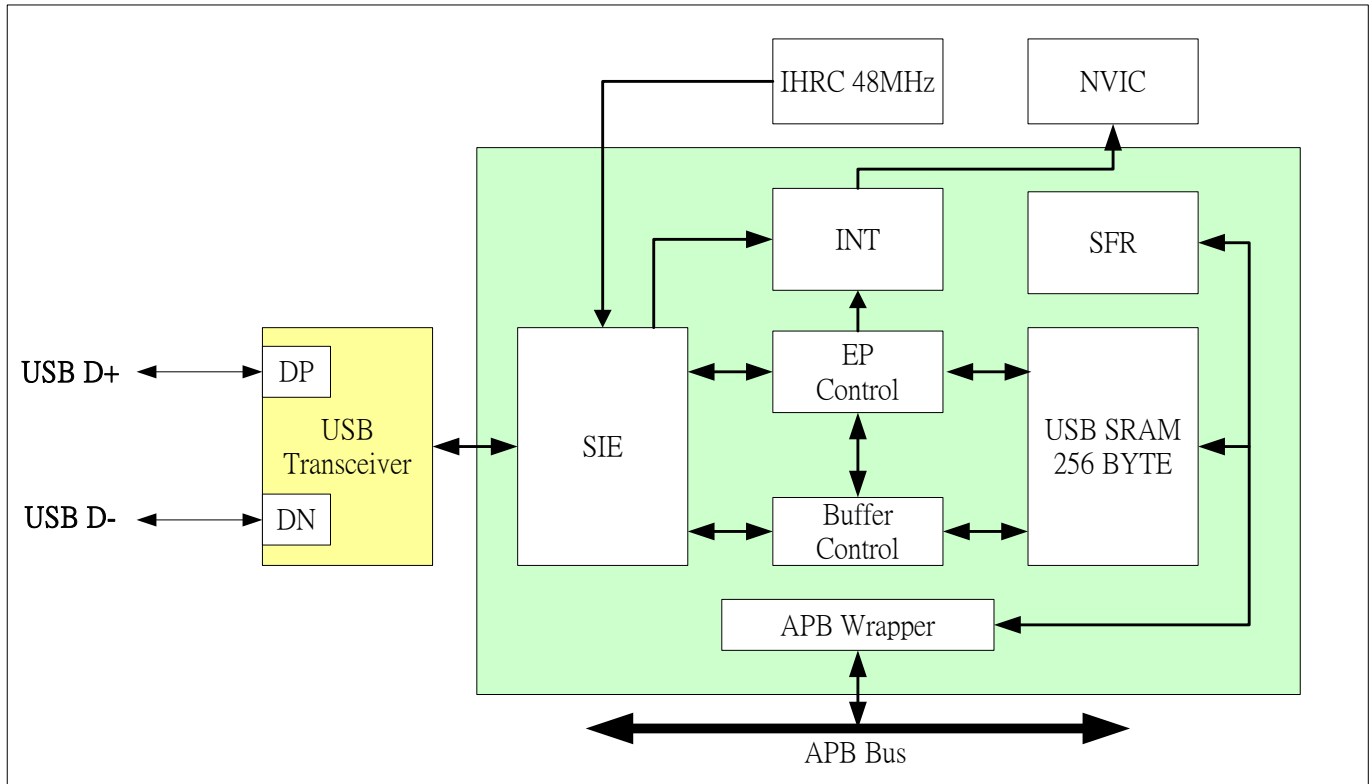 IHRC 48MHz
NVIC
INT
SFR
USB D+
DP
EP
Control
USB
Transceiver
SIE
USB SRAM
256 BYTE
USB D-
DN
Buffer
Control
APB Wrapper
APB Bus